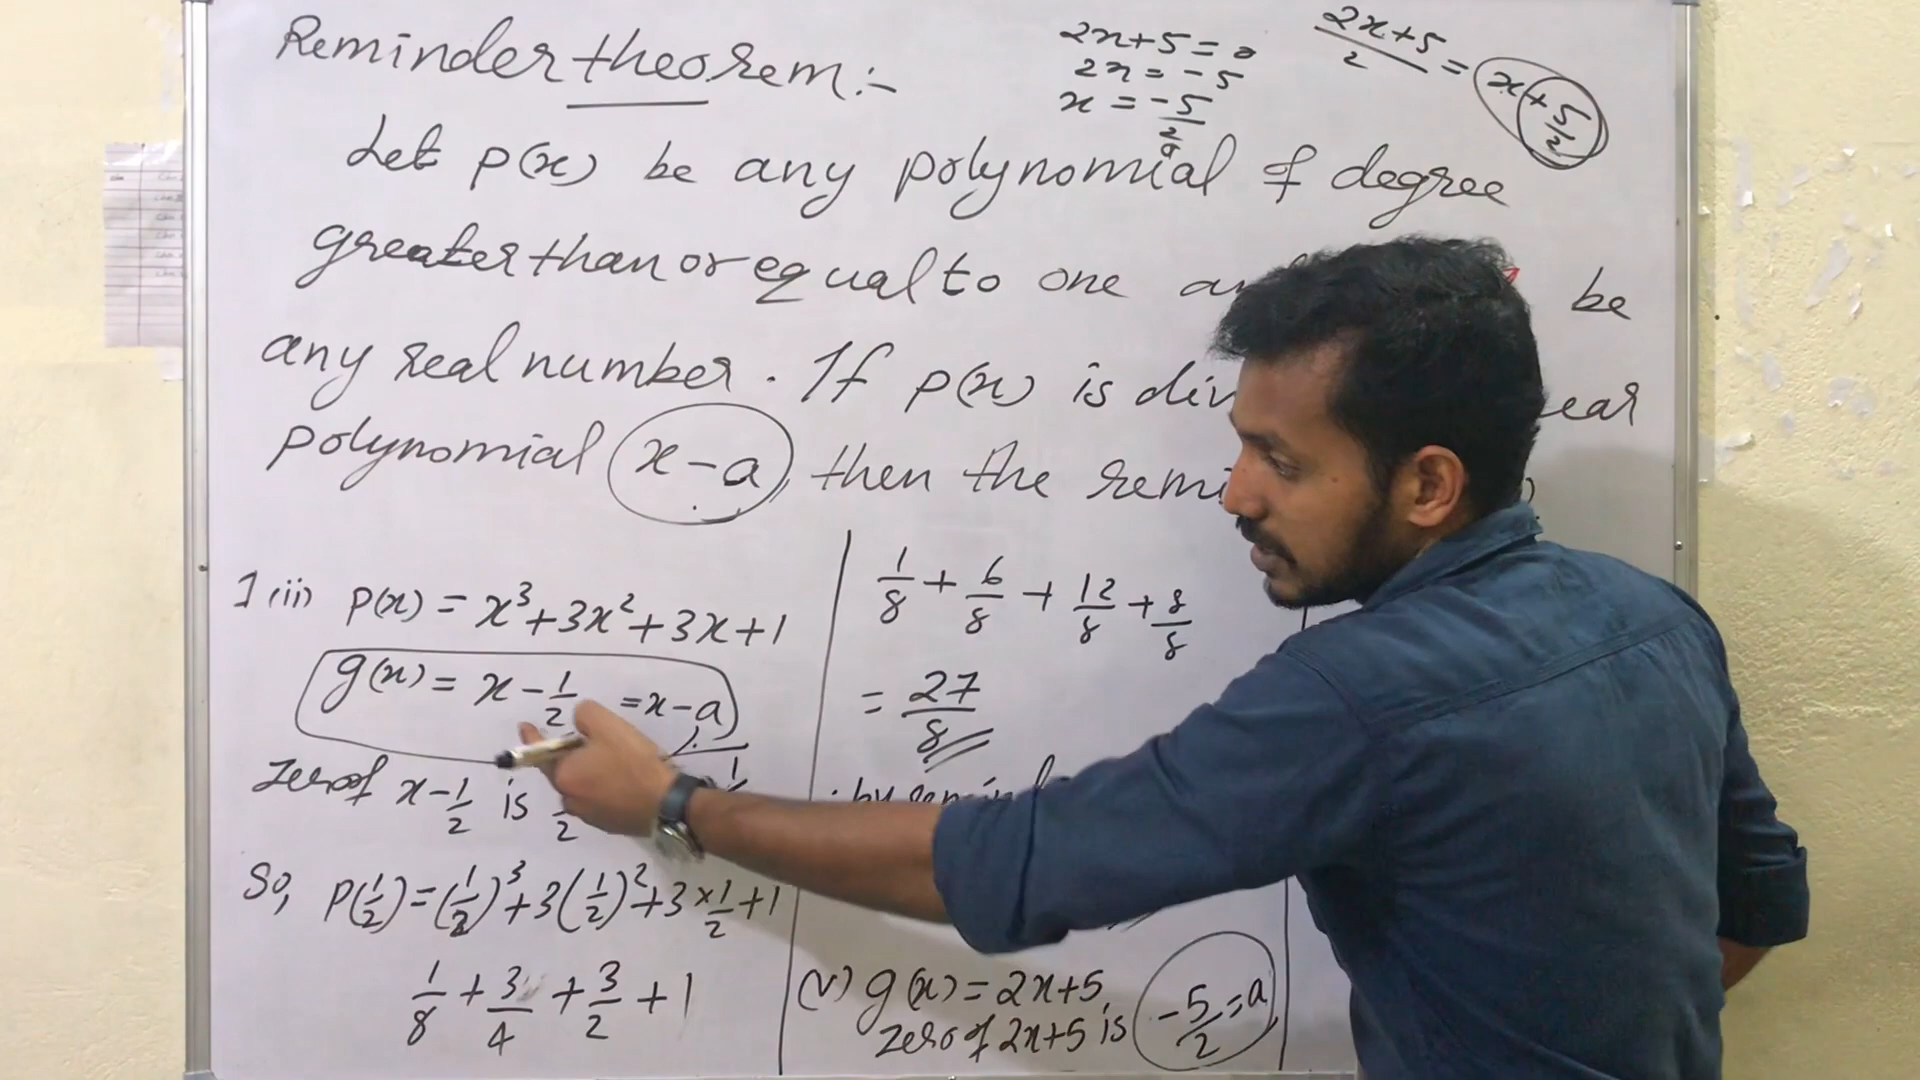 Reminder theorem:-
2x+5=0
2x=-5
x=-5/2
(2x+5)/2 = x+5/2
Let p(x) be any polynomial of degree
greater than or equal to one be
any real number. If p(x) is
polynomial x-a, then the
I (ii) p(x) = x³+3x²+3x+1
g(x) = x-1/2 =x-a
zero of x-1/2 is 1/2
So, P(1/2)=(1/2)³+3(1/2)²+3×1/2+1
1/8+3/4+3/2+1
1/8+6/8+12/8+8/8
= 27/8
by
(v) g(x)=2x+5,
zero of 2x+5 is -5/2=a